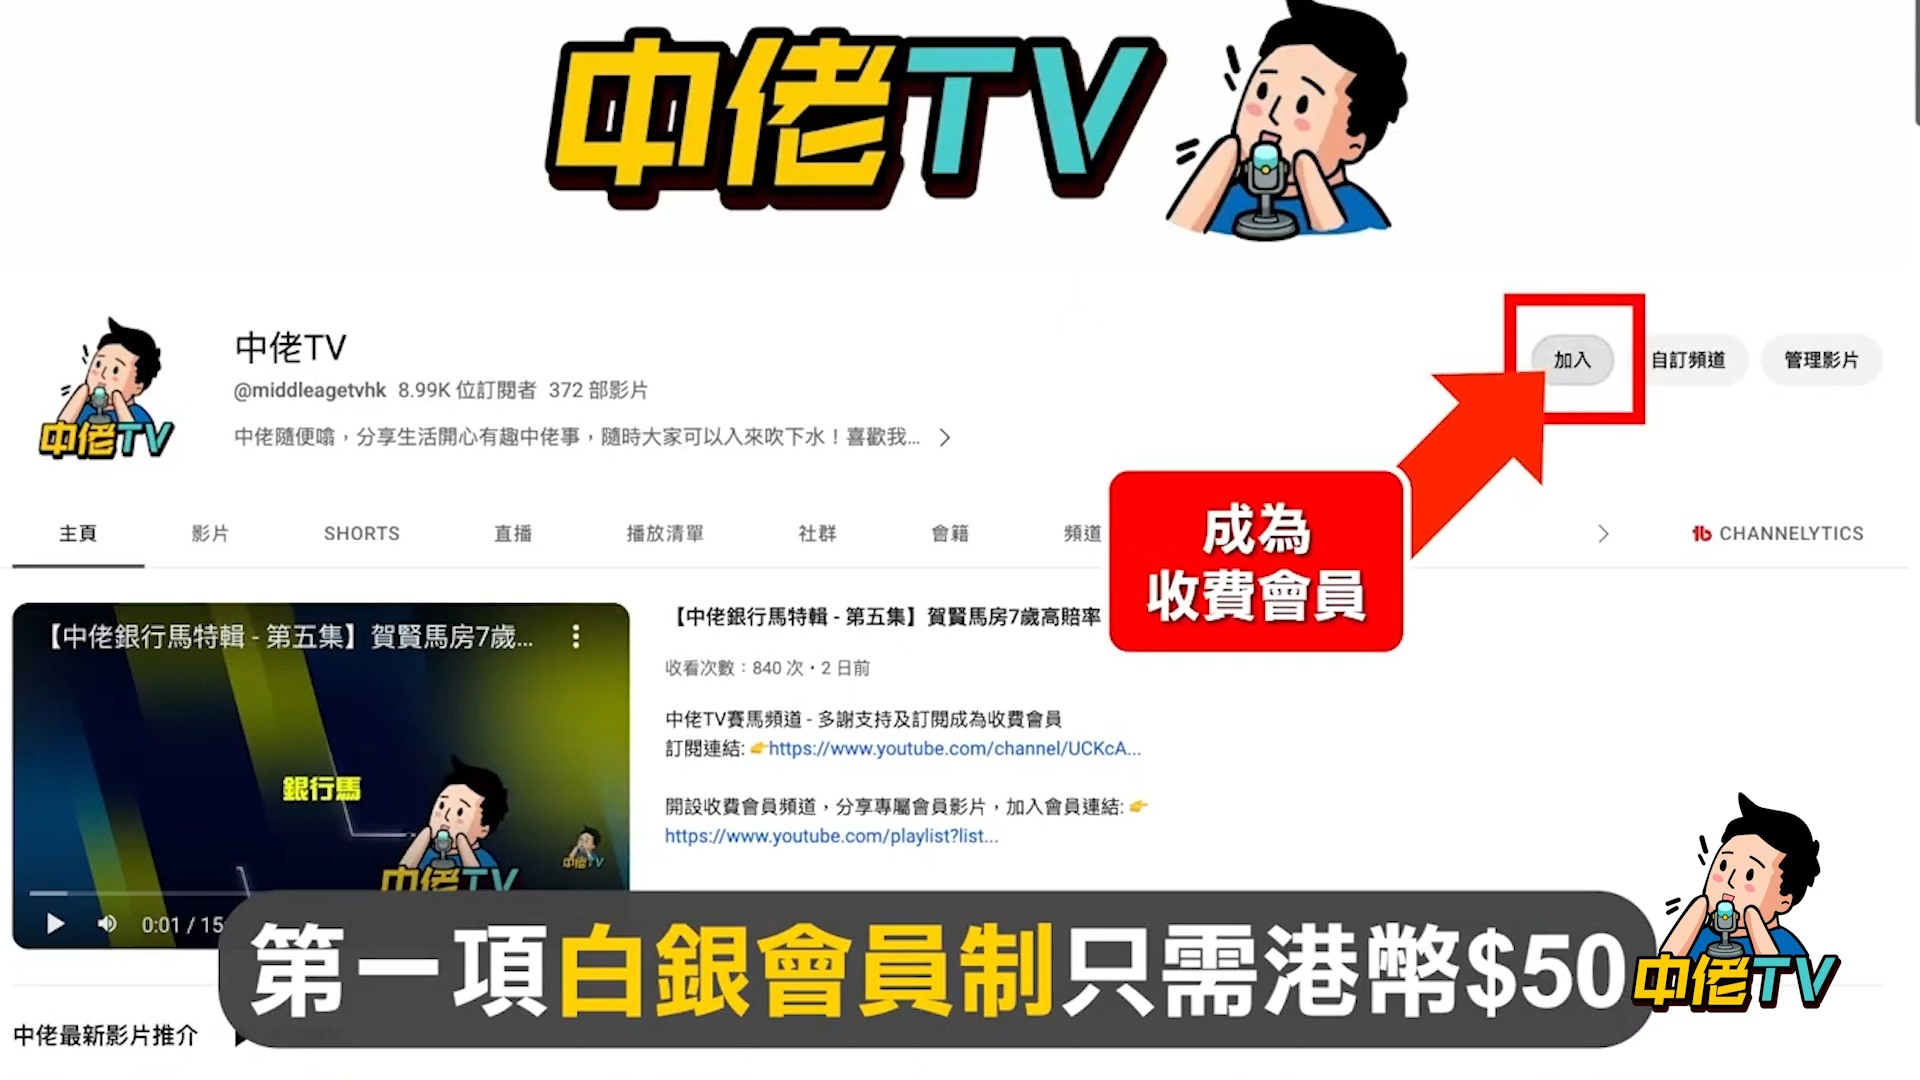 中佬TV
中佬TV
中佬TV
@middleagetvhk 8.99K 位訂閱者 372 部影片
中佬隨便噏，分享生活開心有趣中佬事，隨時大家可以入來吹下水！喜歡我...
加入
自訂頻道
管理影片
成為
收費會員
主頁
影片
SHORTS
直播
播放清單
社群
會籍
頻道
CHANNELYTICS
【中佬銀行馬特輯 - 第五集】賀賢馬房7歲...
銀行馬
中佬TV
中佬TV
0:01 / 15
【中佬銀行馬特輯 - 第五集】賀賢馬房7歲高賠率
收看次數：840 次・2 日前
中佬TV賽馬頻道 - 多謝支持及訂閱成為收費會員
訂閱連結: 👉https://www.youtube.com/channel/UCKcA...
開設收費會員頻道，分享專屬會員影片，加入會員連結: 👉
https://www.youtube.com/playlist?list...
第一項白銀會員制只需港幣$50
中佬TV
中佬最新影片推介